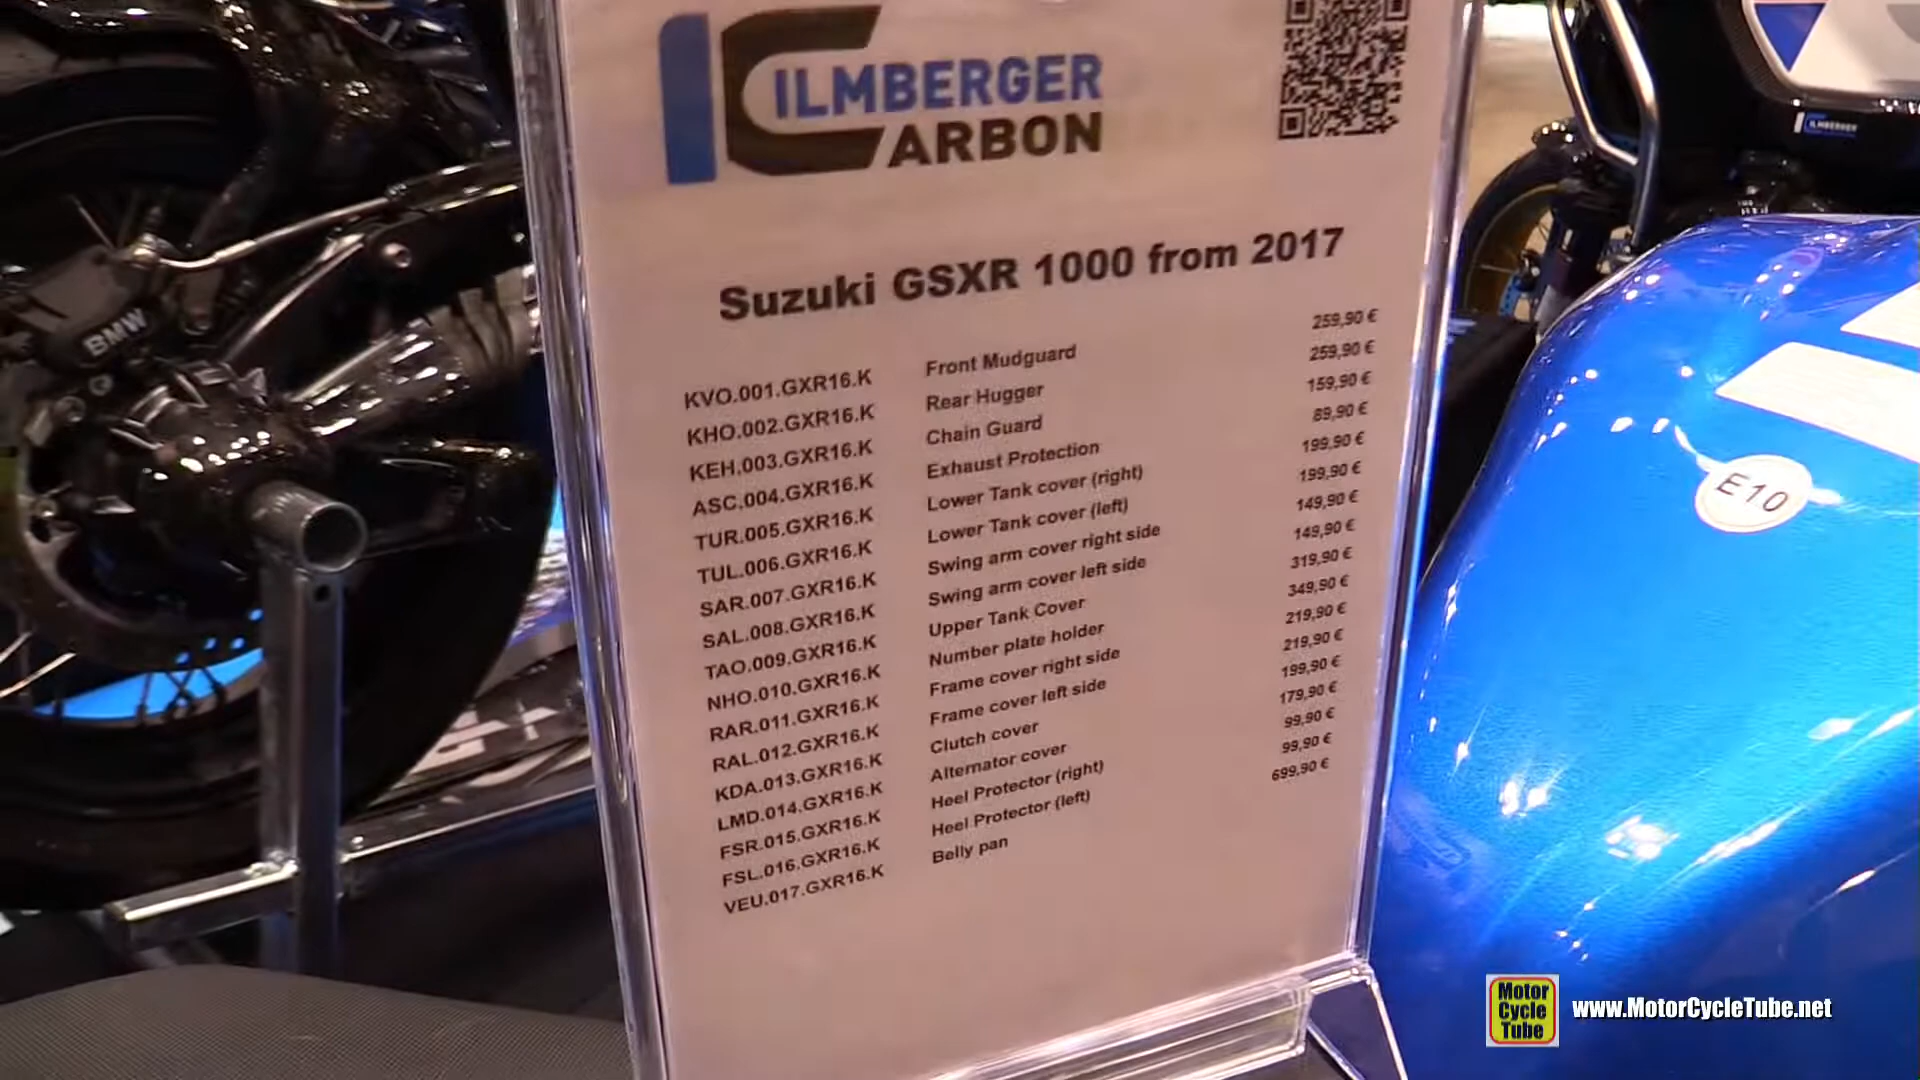 ILMBERGER
CARBON
Suzuki GSXR 1000 from 2017
KVO.001.GXR16.K Front Mudguard 259,90 €
KHO.002.GXR16.K Rear Hugger 259,90 €
KEH.003.GXR16.K Chain Guard 159,90 €
ASC.004.GXR16.K Exhaust Protection 89,90 €
TUR.005.GXR16.K Lower Tank cover (right) 199,90 €
TUL.006.GXR16.K Lower Tank cover (left) 199,90 €
SAR.007.GXR16.K Swing arm cover right side 149,90 €
SAL.008.GXR16.K Swing arm cover left side 149,90 €
TAO.009.GXR16.K Upper Tank Cover 319,90 €
NHO.010.GXR16.K Number plate holder 349,90 €
RAR.011.GXR16.K Frame cover right side 219,90 €
RAL.012.GXR16.K Frame cover left side 219,90 €
KDA.013.GXR16.K Clutch cover 199,90 €
LMD.014.GXR16.K Alternator cover 179,90 €
FSR.015.GXR16.K Heel Protector (right) 99,90 €
FSL.016.GXR16.K Heel Protector (left) 99,90 €
VEU.017.GXR16.K Belly pan 699,90 €
BMW
ILMBERGER
E10
Motor
Cycle
Tube
www.MotorCycleTube.net